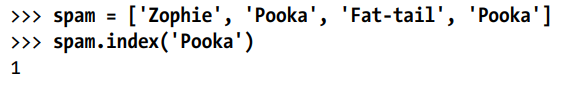 >>> spam = ['Zophie', 'Pooka', 'Fat-tail', 'Pooka']
>>> spam.index('Pooka')
1